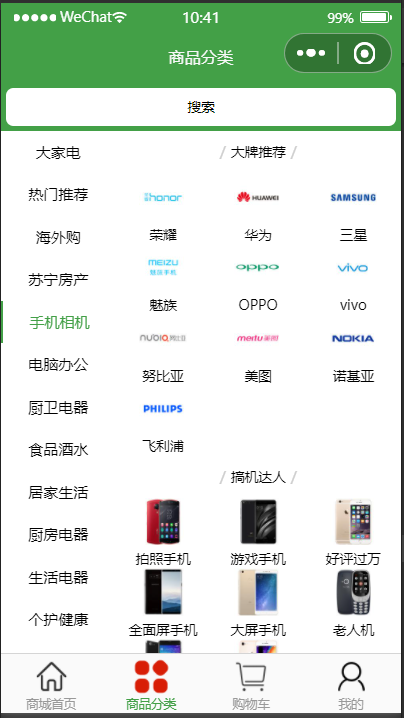 WeChat 10:41 99%
商品分类
搜索
大家电
热门推荐
海外购
苏宁房产
手机相机
电脑办公
厨卫电器
食品酒水
居家生活
厨房电器
生活电器
个护健康
/ 大牌推荐 /
honor HUAWEI SAMSUNG
荣耀 华为 三星
MEIZU 魅族手机 oppo vivo
魅族 OPPO vivo
nubia 努比亚 meitu 美图 NOKIA
努比亚 美图 诺基亚
PHILIPS
飞利浦
/ 搞机达人 /
拍照手机 游戏手机 好评过万
全面屏手机 大屏手机 老人机
商城首页 商品分类 购物车 我的